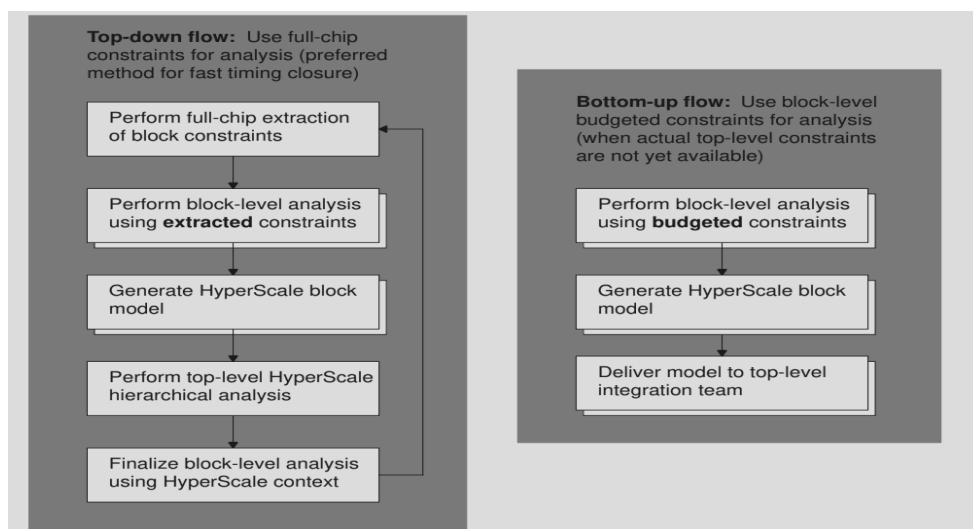 Top-down flow: Use full-chip
constraints for analysis (preferred
method for fast timing closure)
Perform full-chip extraction
of block constraints
Perform block-level analysis
using extracted constraints
Generate HyperScale block
model
Perform top-level HyperScale
hierarchical analysis
Finalize block-level analysis
using HyperScale context
Bottom-up flow: Use block-level
budgeted constraints for analysis
(when actual top-level constraints
are not yet available)
Perform block-level analysis
using budgeted constraints
Generate HyperScale block
model
Deliver model to top-level
integration team